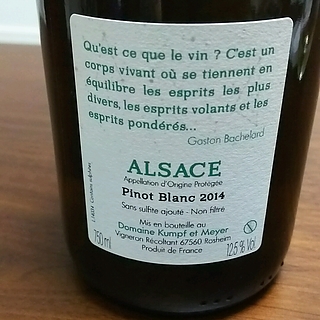 Qu'est ce que le vin ? C'est un
corps vivant où se tiennent en
équilibre les esprits les plus
divers, les esprits volants et les
esprits pondérés...
Gaston Bachelard
ALSACE
Appellation d'Origine Protégée
Pinot Blanc 2014
Sans sulfite ajouté - Non filtré
Mis en bouteille au
Domaine Kumpf et Meyer
Vigneron Récoltant 67560 Rosheim
Produit de France
750 ml
12.5% Vol.